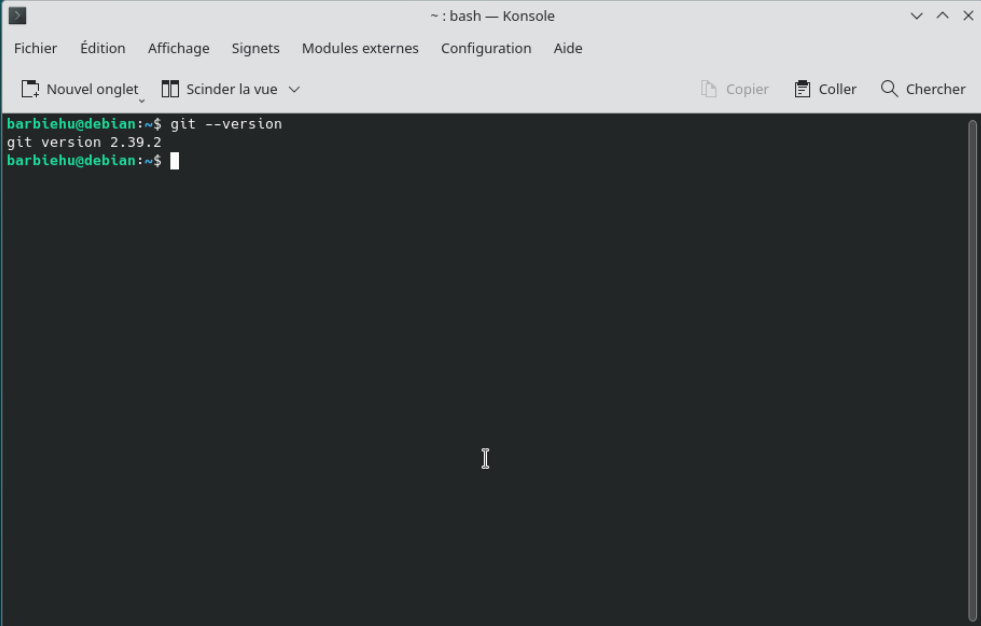 ~ : bash — Konsole
Fichier Édition Affichage Signets Modules externes Configuration Aide
Nouvel onglet Scinder la vue Copier Coller Chercher
barbiehu@debian:~$ git --version
git version 2.39.2
barbiehu@debian:~$